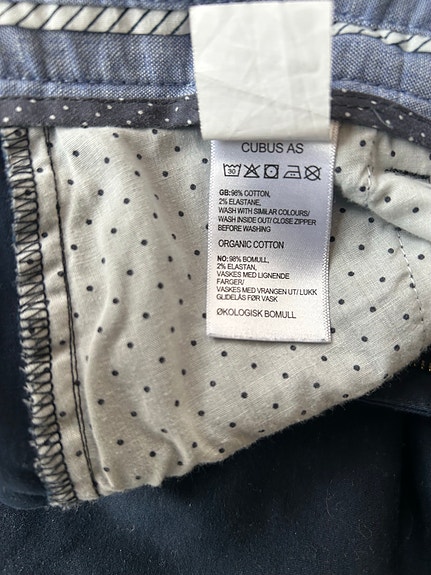 CUBUS AS
30
GB:98% COTTON,
2% ELASTANE,
WASH WITH SIMILAR COLOURS/
WASH INSIDE OUT/ CLOSE ZIPPER
BEFORE WASHING
ORGANIC COTTON
NO: 98% BOMULL,
2% ELASTAN,
VASKES MED LIGNENDE
FARGER/
VASKES MED VRANGEN UT/ LUKK
GLIDELÅS FØR VASK
ØKOLOGISK BOMULL